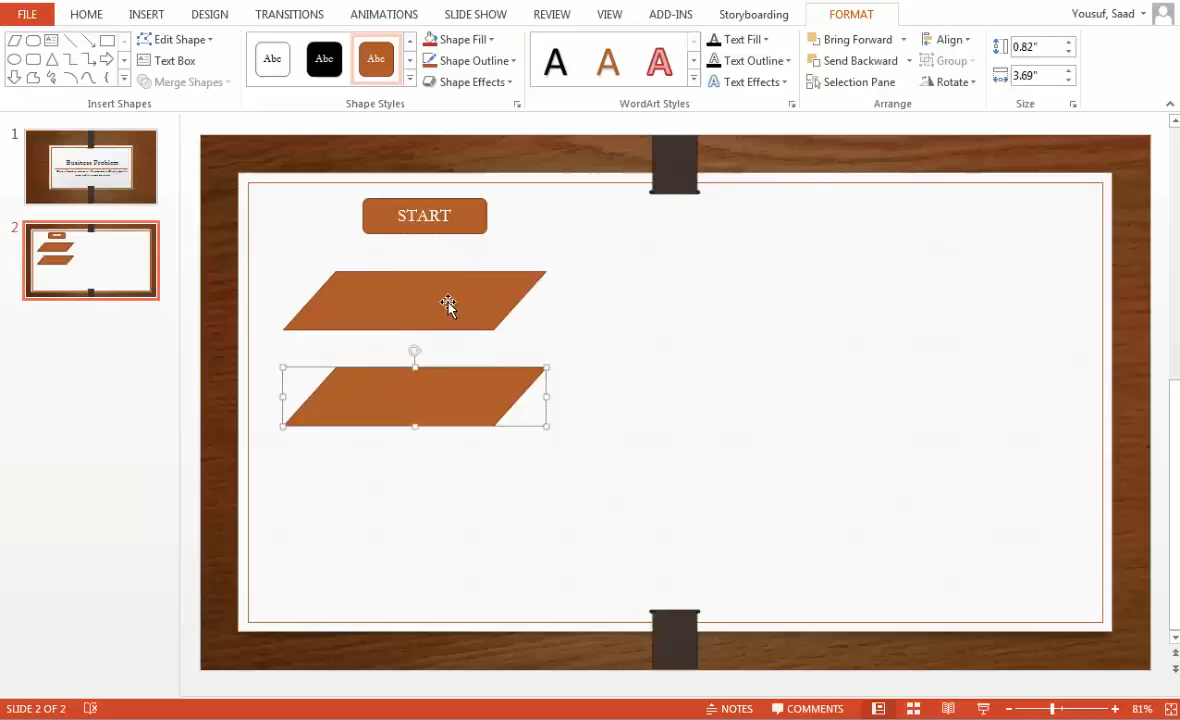 FILE HOME INSERT DESIGN TRANSITIONS ANIMATIONS SLIDE SHOW REVIEW VIEW ADD-INS Storyboarding FORMAT Yousuf, Saad
Edit Shape
Text Box
Merge Shapes
Insert Shapes
Abc Abc Abc
Shape Fill
Shape Outline
Shape Effects
Shape Styles
A A A
Text Fill
Text Outline
Text Effects
WordArt Styles
Bring Forward
Send Backward
Selection Pane
Align
Group
Rotate
Arrange
0.82"
3.69"
Size
1
Business Problem
2
START
SLIDE 2 OF 2 NOTES COMMENTS 81%